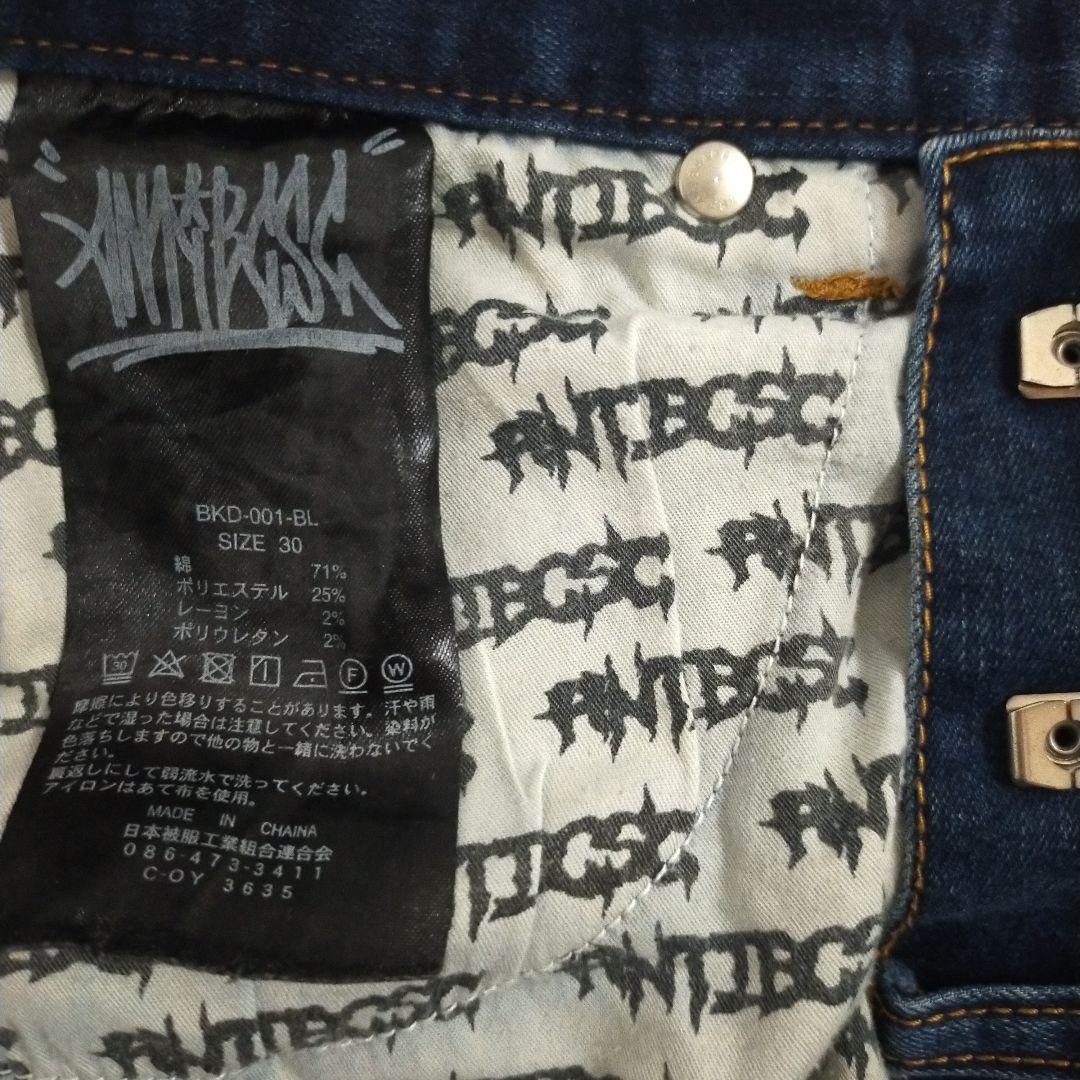 "ANTIBCSC"
BKD-001-BL
SIZE 30
綿 71%
ポリエステル 25%
レーヨン 2%
ポリウレタン 2%
30 F W
摩擦により色移りすることがあります。汗や雨
などで湿った場合は注意してください。染料が
色落ちしますので他の物と一緒に洗わないでく
ださい。
裏返しにして弱流水で洗ってください。
アイロンはあて布を使用。
MADE IN CHAINA
日本被服工業組合連合会
086-473-3411
C-OY 3635
ANTIBCSC
ANTIBCSC
ANTIBCSC
ANTIBCSC